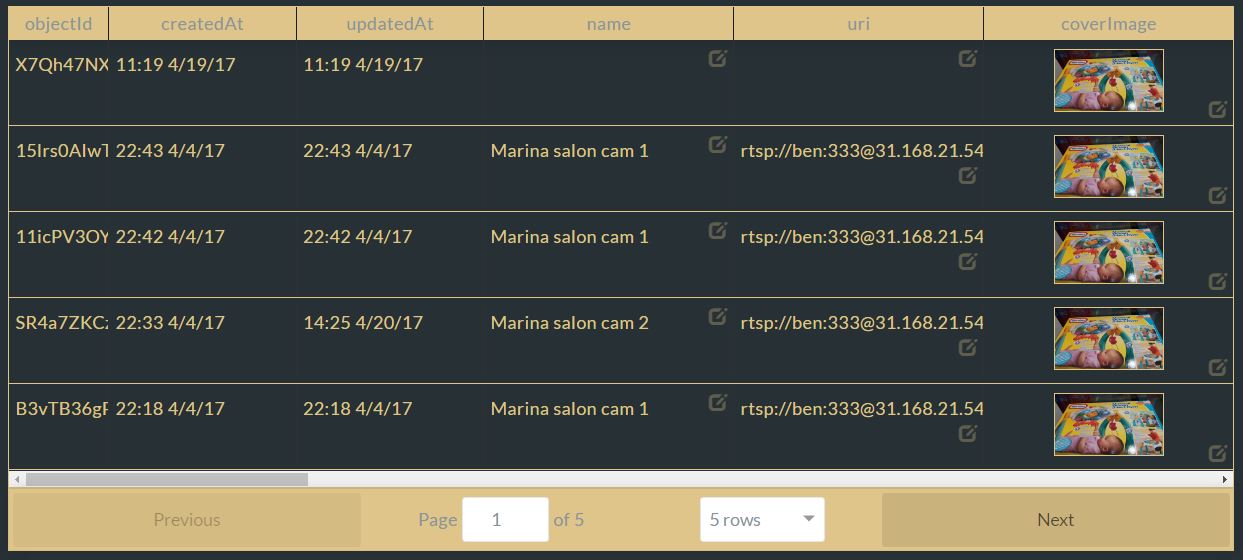 objectId createdAt updatedAt name uri coverImage
X7Qh47NX 11:19 4/19/17 11:19 4/19/17
22:43 4/4/17 22:43 4/4/17 Marina salon cam 1 rtsp://ben:333@31.168.21.54
11icPV3OY 22:42 4/4/17 22:42 4/4/17 Marina salon cam 1 rtsp://ben:333@31.168.21.54
SR4a7ZKCz 22:33 4/4/17 14:25 4/20/17 Marina salon cam 2 rtsp://ben:333@31.168.21.54
B3vTB36gF 22:18 4/4/17 22:18 4/4/17 Marina salon cam 1 rtsp://ben:333@31.168.21.54
Previous Page 1 of 5 5 rows Next